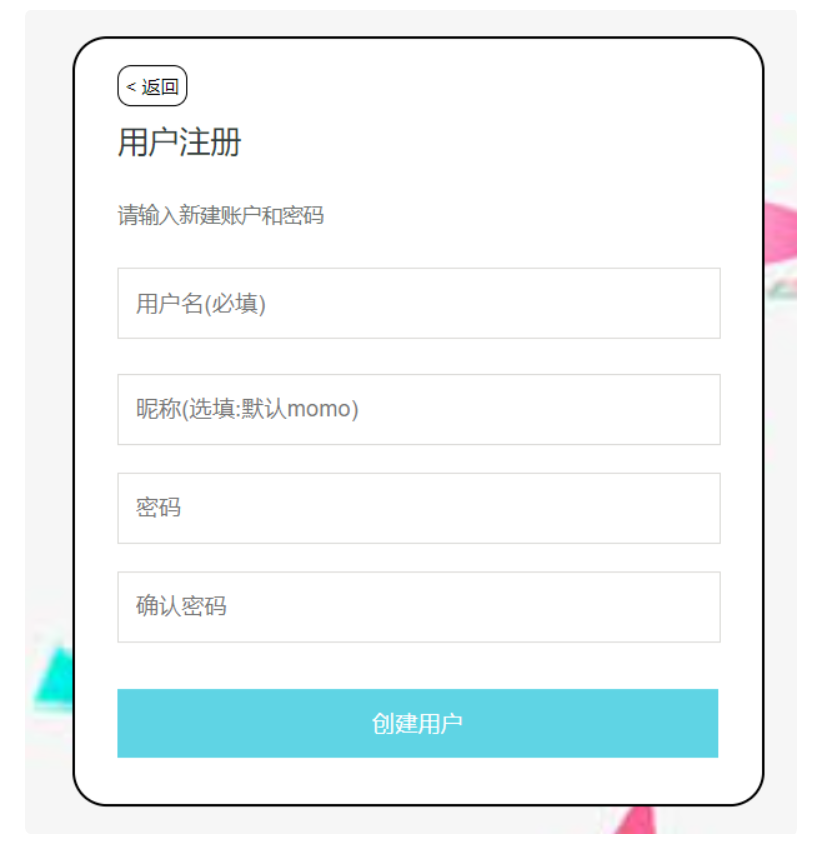 < 返回
用户注册
请输入新建账户和密码
用户名(必填)
昵称(选填:默认momo)
密码
确认密码
创建用户